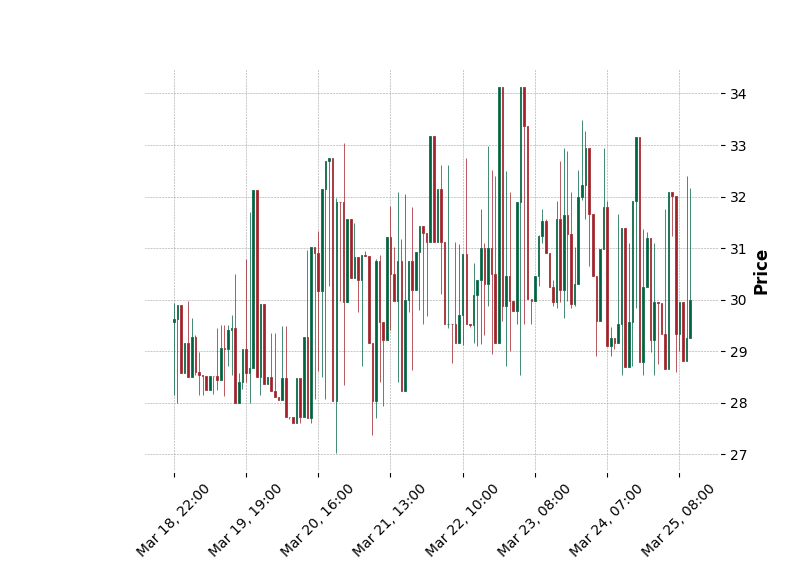 34
33
32
31
30
29
28
27
Price
Mar 18, 22:00
Mar 19, 19:00
Mar 20, 16:00
Mar 21, 13:00
Mar 22, 10:00
Mar 23, 08:00
Mar 24, 07:00
Mar 25, 08:00